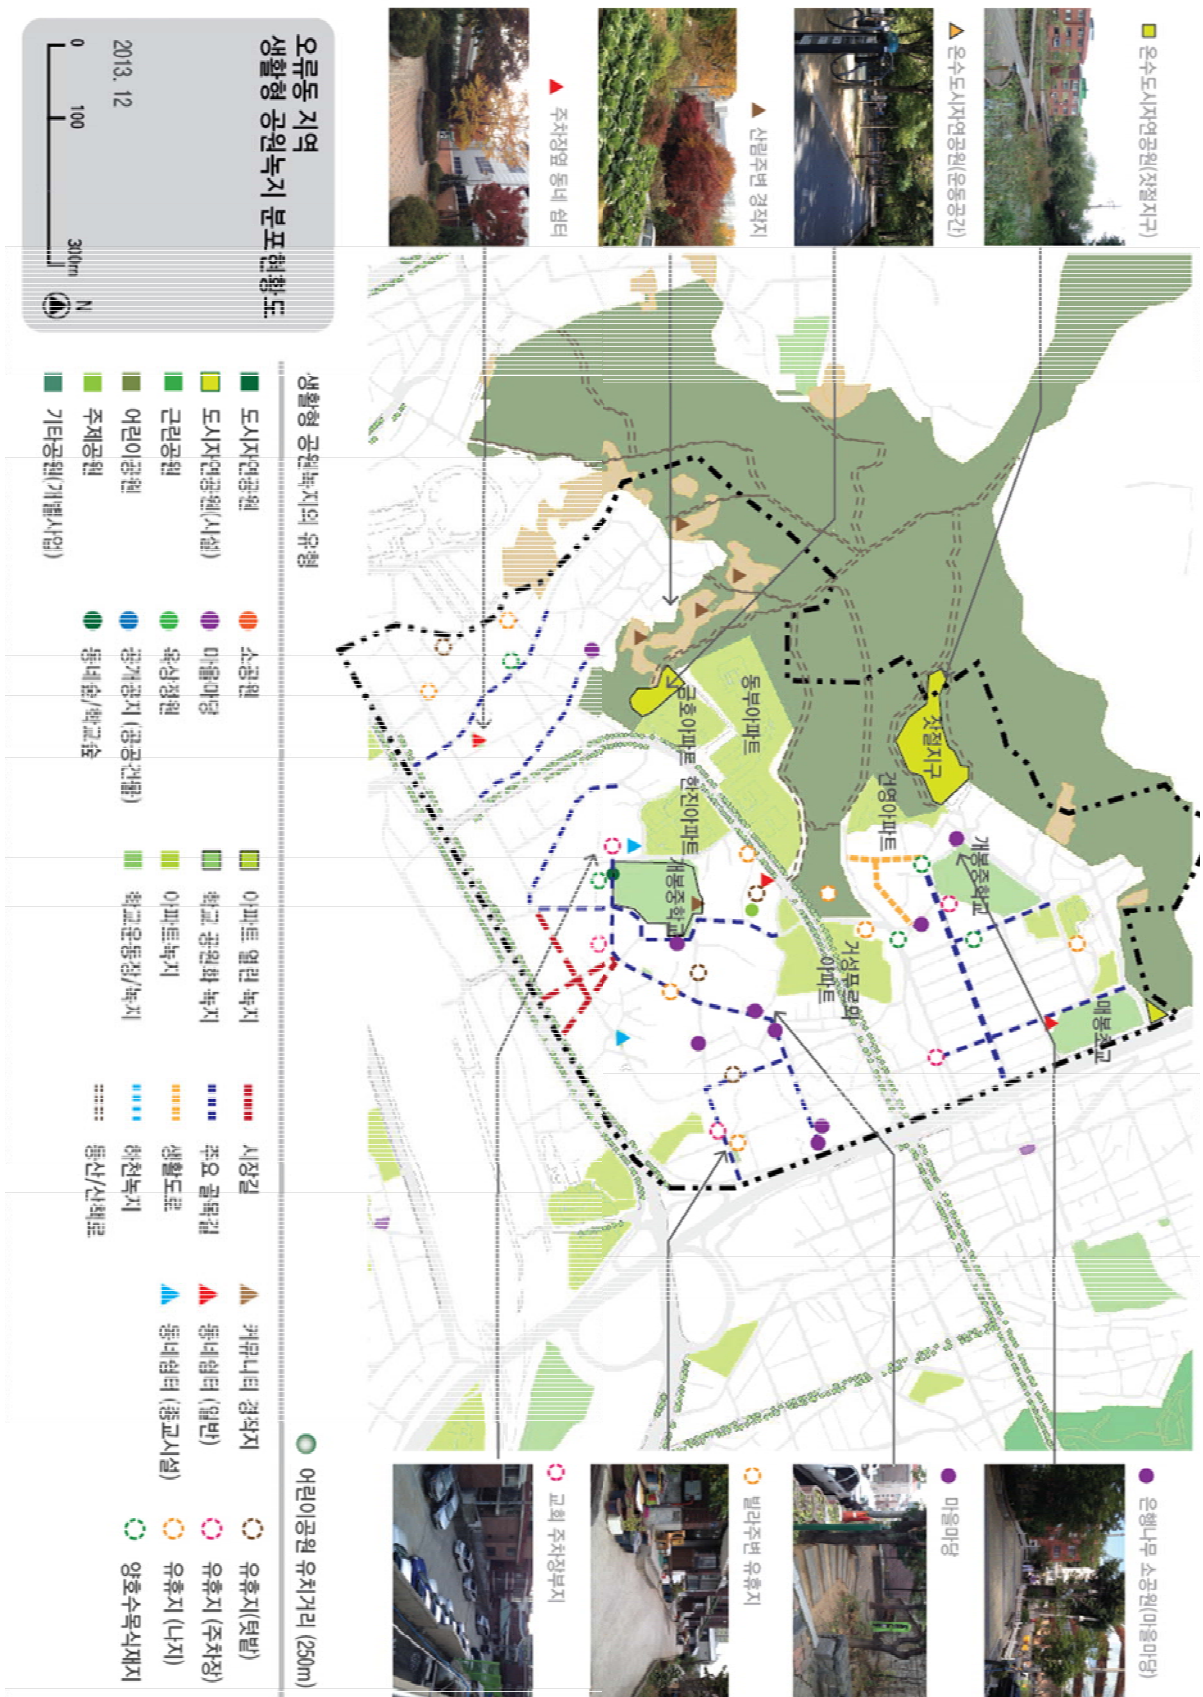 오류동 지역
생활형 공원녹지 분포현황도
2013. 12
0 100 300m
N
온수도시자연공원(잣절지구)
온수도시자연공원(운동공간)
산림주변 경작지
주차장옆 동네 쉼터
잣절지구
동부아파트
금호아파트
한진아파트
건영아파트
개봉중학교
개봉중학교
거성푸르뫼
아파트
매봉초교
은행나무 소공원(마을마당)
마을마당
빌라주변 유휴지
교회 주차장부지
생활형 공원녹지의 유형
어린이공원 유치거리 (250m)
도시자연공원
도시자연공원(시설)
근린공원
어린이공원
주제공원
기타공원(개별사업)
소공원
마을마당
옥상정원
공개공지 (공공건물)
동네숲/학교숲
아파트 열린 녹지
학교 공원화 녹지
아파트녹지
학교운동장/녹지
시장길
주요 골목길
생활도로
하천녹지
등산/산책로
커뮤니티 경작지
동네쉼터 (일반)
동네쉼터 (종교시설)
유휴지(텃밭)
유휴지 (주차장)
유휴지 (나지)
양호수목식재지